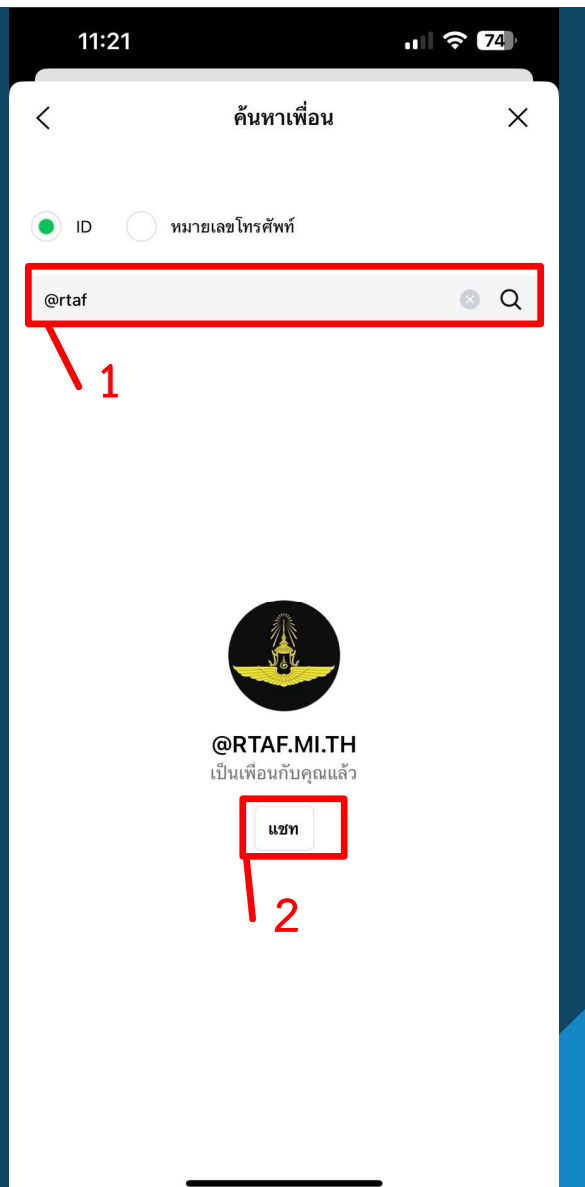 11:21
74
ค้นหาเพื่อน
ID
หมายเลขโทรศัพท์
@rtaf
1
@RTAF.MI.TH
เป็นเพื่อนกับคุณแล้ว
แชท
2